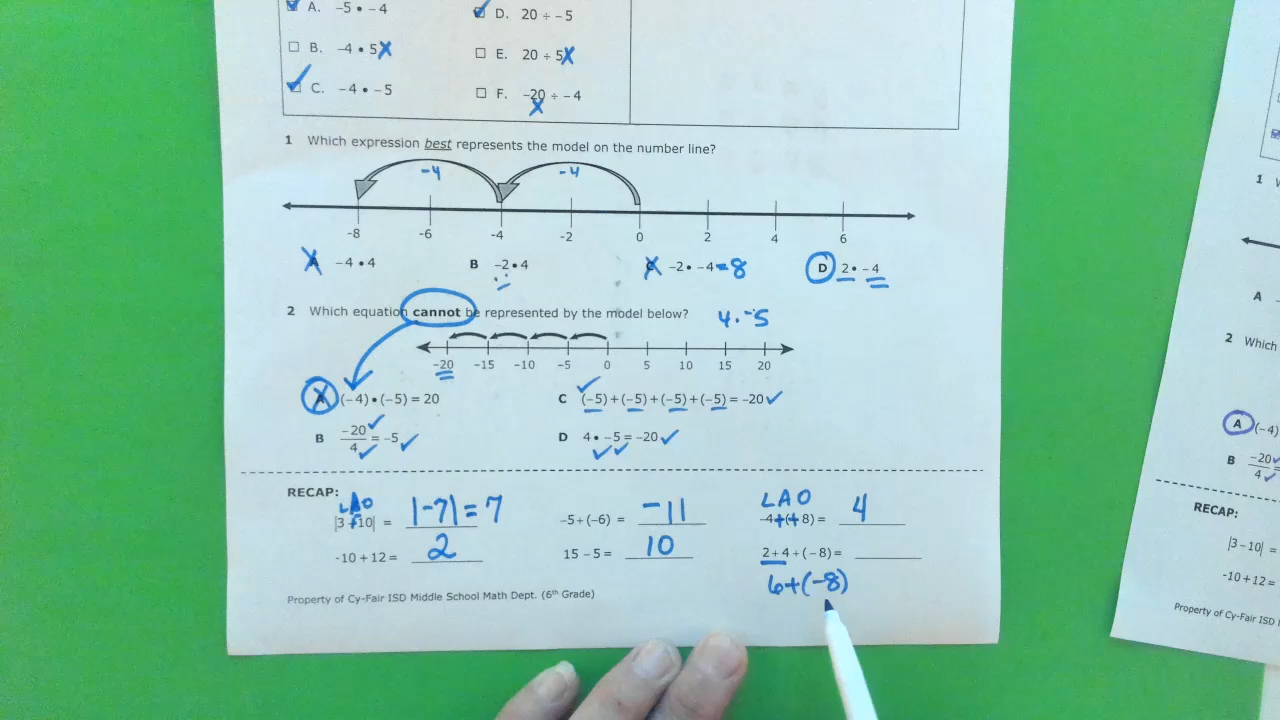 A. -5 • -4
D. 20 ÷ -5
B. -4 • 5 X
E. 20 ÷ 5 X
C. -4 • -5
F. -20 ÷ -4
X
1 Which expression best represents the model on the number line?
-4 -4
-8 -6 -4 -2 0 2 4 6
X -4 • 4
B -2 • 4
X -2 • -4 = 8
D 2 • -4
2 Which equation cannot be represented by the model below? 4 • -5
-20 -15 -10 -5 0 5 10 15 20
A (-4) • (-5) = 20
C (-5) + (-5) + (-5) + (-5) = -20
B -20/4 = -5
D 4 • -5 = -20
RECAP:
LAO
|3 - 10| = |-7| = 7
-5 + (-6) = -11
LAO
-4 + (+8) = 4
-10 + 12 = 2
15 - 5 = 10
2 + 4 + (-8) =
6 + (-8)
Property of Cy-Fair ISD Middle School Math Dept. (6th Grade)
1
A
2 Which
A (-4)
B -20/4 =
RECAP:
|3 - 10| =
-10 + 12 =
Property of Cy-Fair ISD